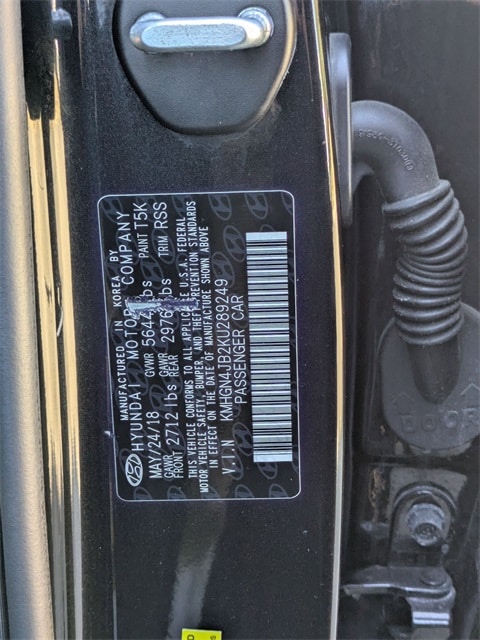 MANUFACTURED IN KOREA BY
HYUNDAI MOTOR COMPANY
MAY/24/18 GVWR lbs PAINT T5K
GAWR FRONT 2712 lbs GAWR REAR lbs TRIM RSS
THIS VEHICLE CONFORMS TO ALL APPLICABLE U.S.A. FEDERAL
MOTOR VEHICLE SAFETY, BUMPER, AND THEFT PREVENTION STANDARDS
IN EFFECT ON THE DATE OF MANUFACTURE SHOWN ABOVE
V.I.N KMHGN4JB2KU289249
PASSENGER CAR
DOOR